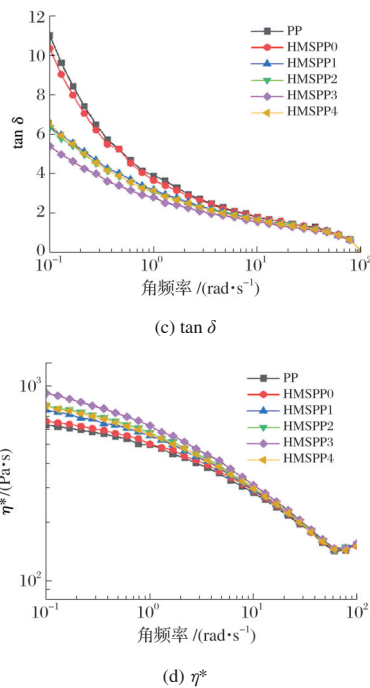 12
10
8
6
4
2
0
tan δ
PP
HMSPP0
HMSPP1
HMSPP2
HMSPP3
HMSPP4
10⁻¹ 10⁰ 10¹ 10²
角频率 /(rad·s⁻¹)
(c) tan δ
10³
10²
η*/(Pa·s)
PP
HMSPP0
HMSPP1
HMSPP2
HMSPP3
HMSPP4
10⁻¹ 10⁰ 10¹ 10²
角频率 /(rad·s⁻¹)
(d) η*